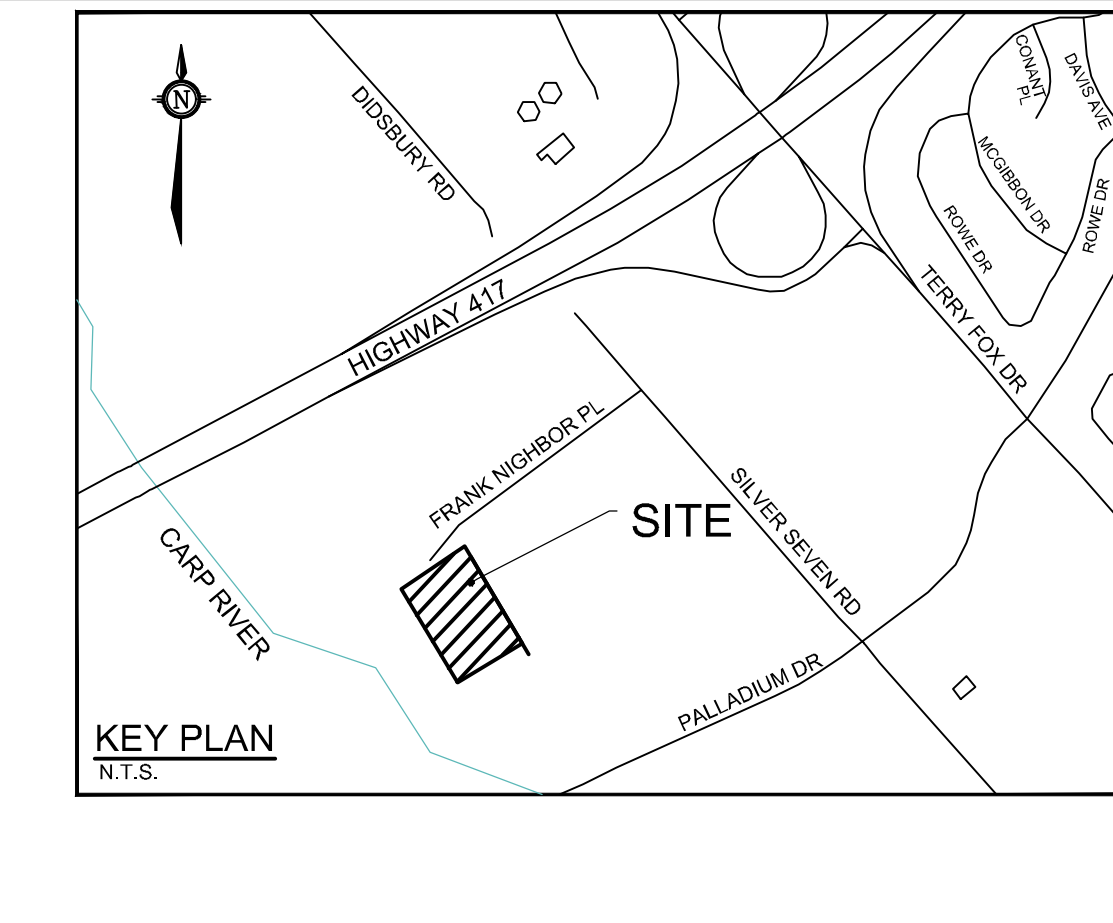 N
DIDSBURY RD
CONANT
PL
DAVIS AVE
MCGIBBON DR
ROWE DR
ROWE DR
HIGHWAY 417
TERRY FOX DR
FRANK NIGHBOR PL
SITE
SILVER SEVEN RD
CARP RIVER
PALLADIUM DR
KEY PLAN
N.T.S.